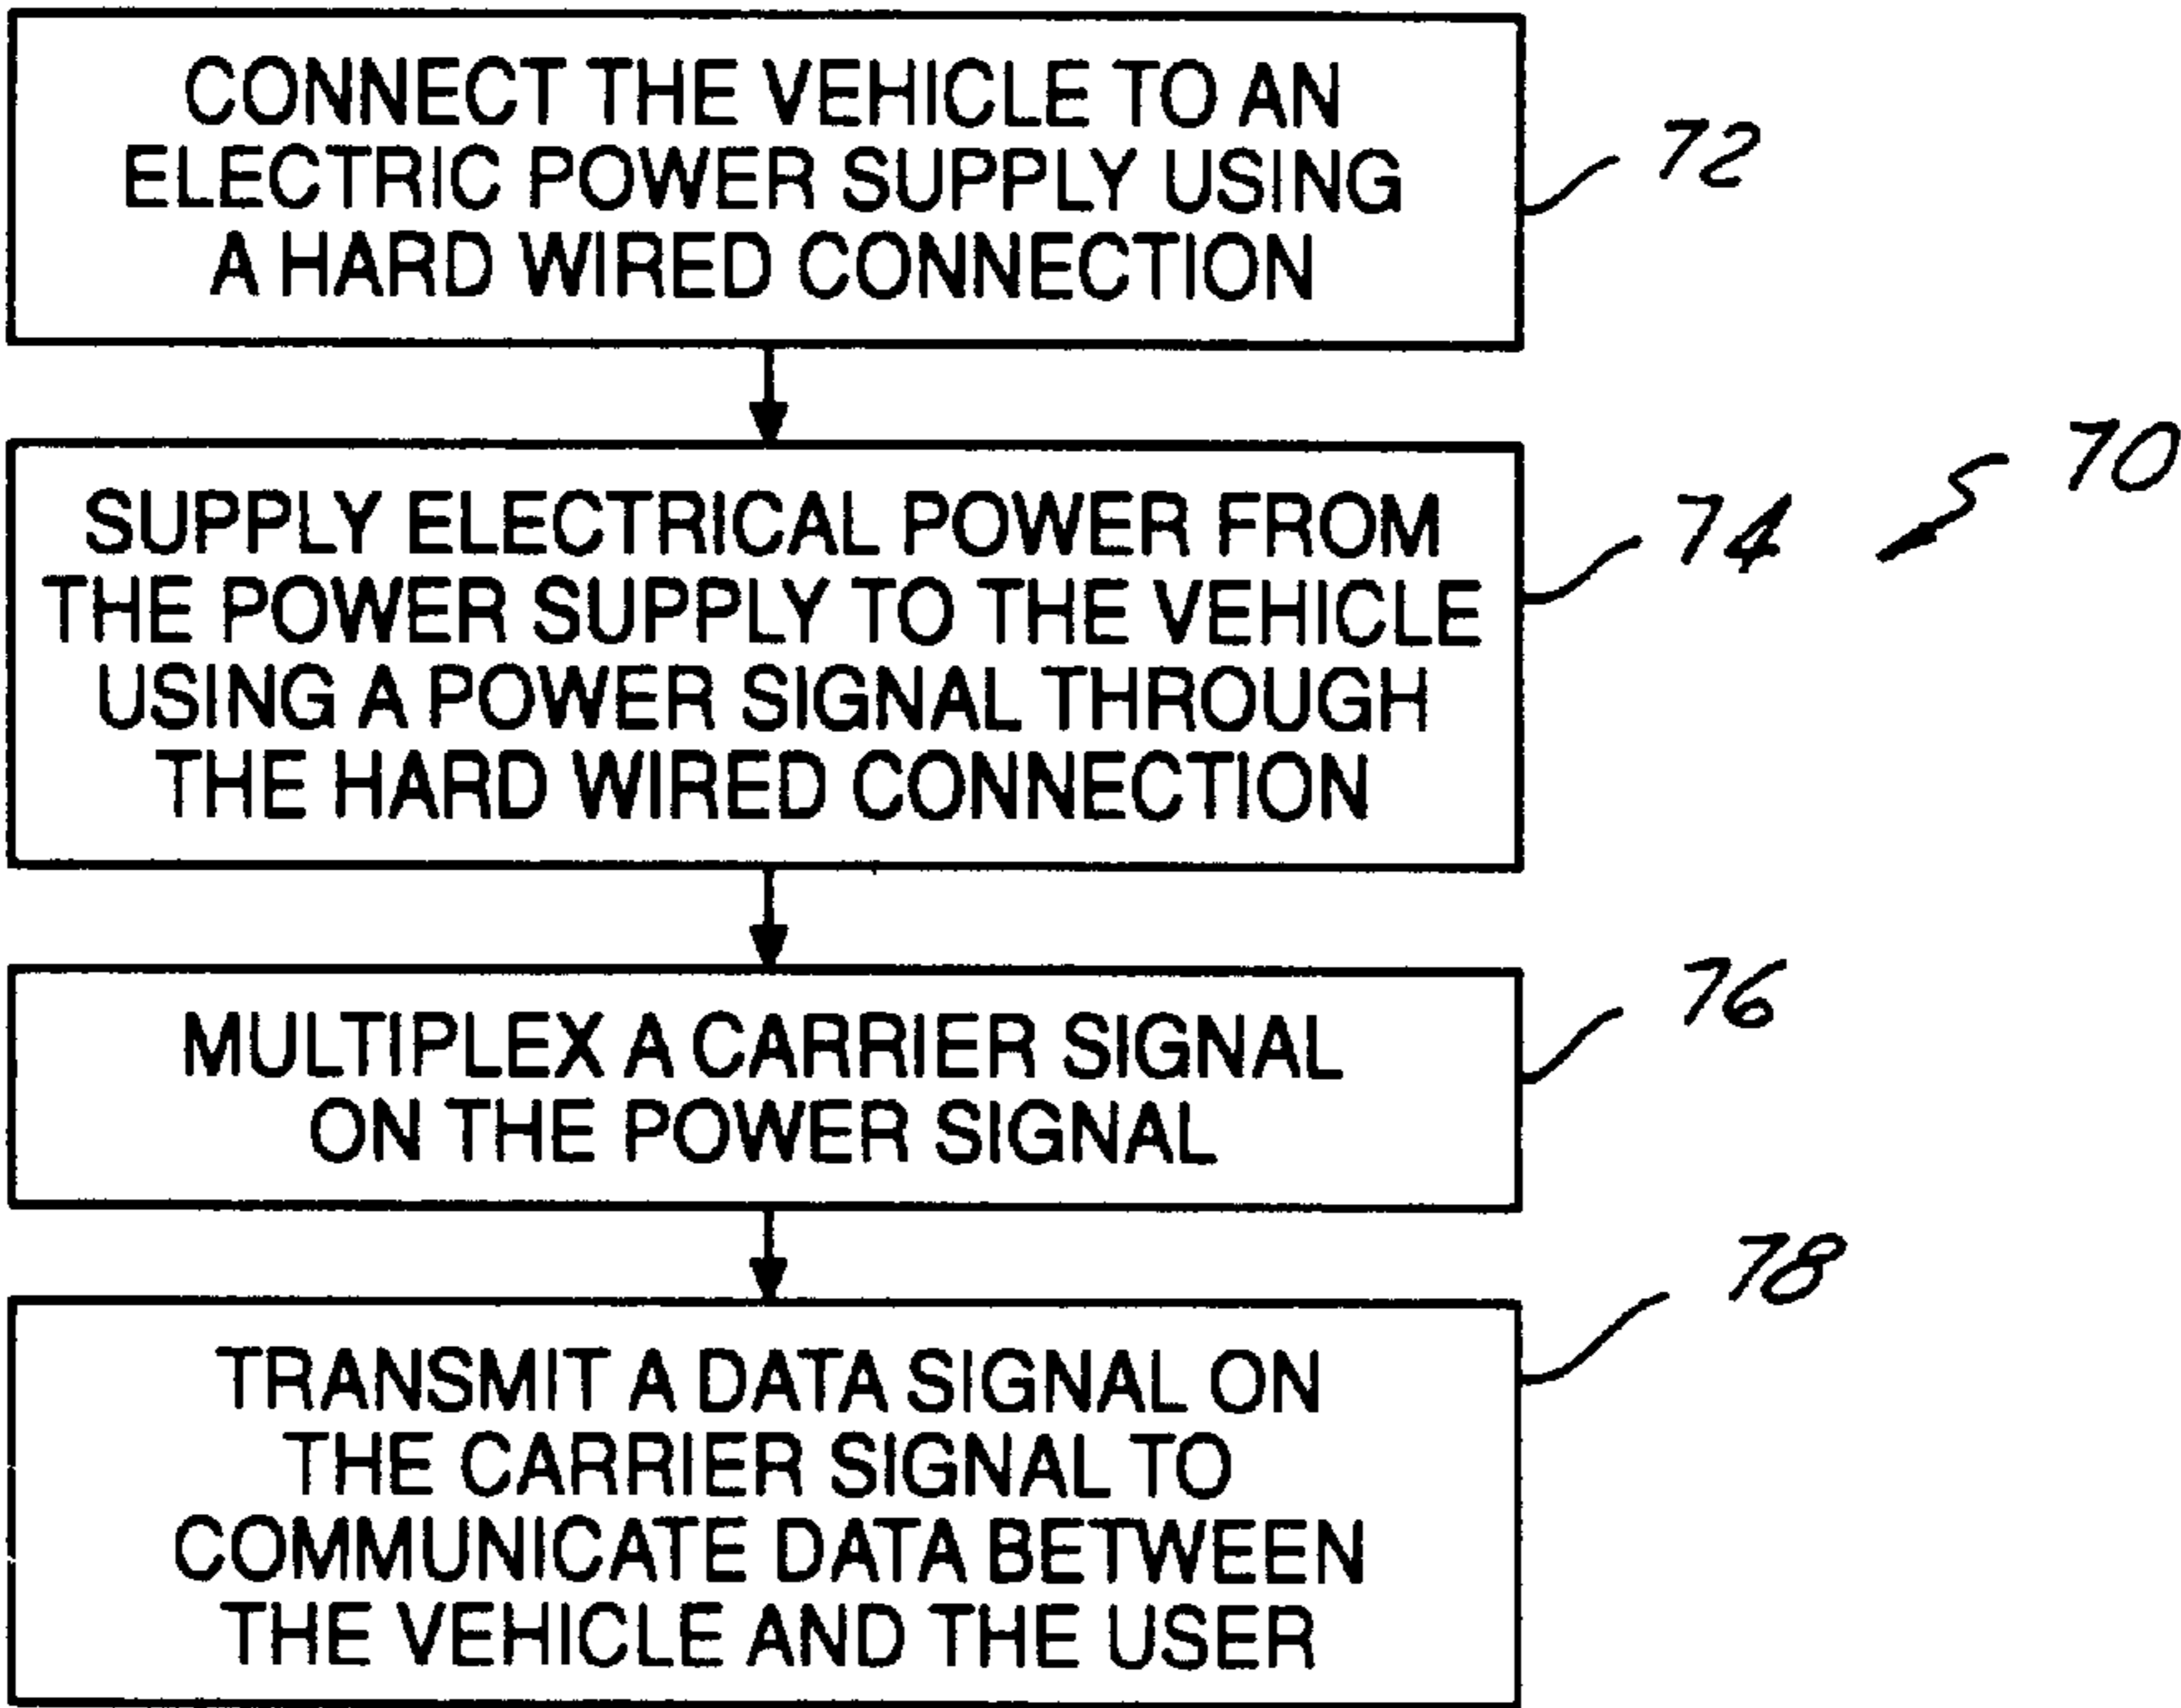 CONNECT THE VEHICLE TO AN
ELECTRIC POWER SUPPLY USING
A HARD WIRED CONNECTION
72
SUPPLY ELECTRICAL POWER FROM
THE POWER SUPPLY TO THE VEHICLE
USING A POWER SIGNAL THROUGH
THE HARD WIRED CONNECTION
74
70
MULTIPLEX A CARRIER SIGNAL
ON THE POWER SIGNAL
76
TRANSMIT A DATA SIGNAL ON
THE CARRIER SIGNAL TO
COMMUNICATE DATA BETWEEN
THE VEHICLE AND THE USER
78